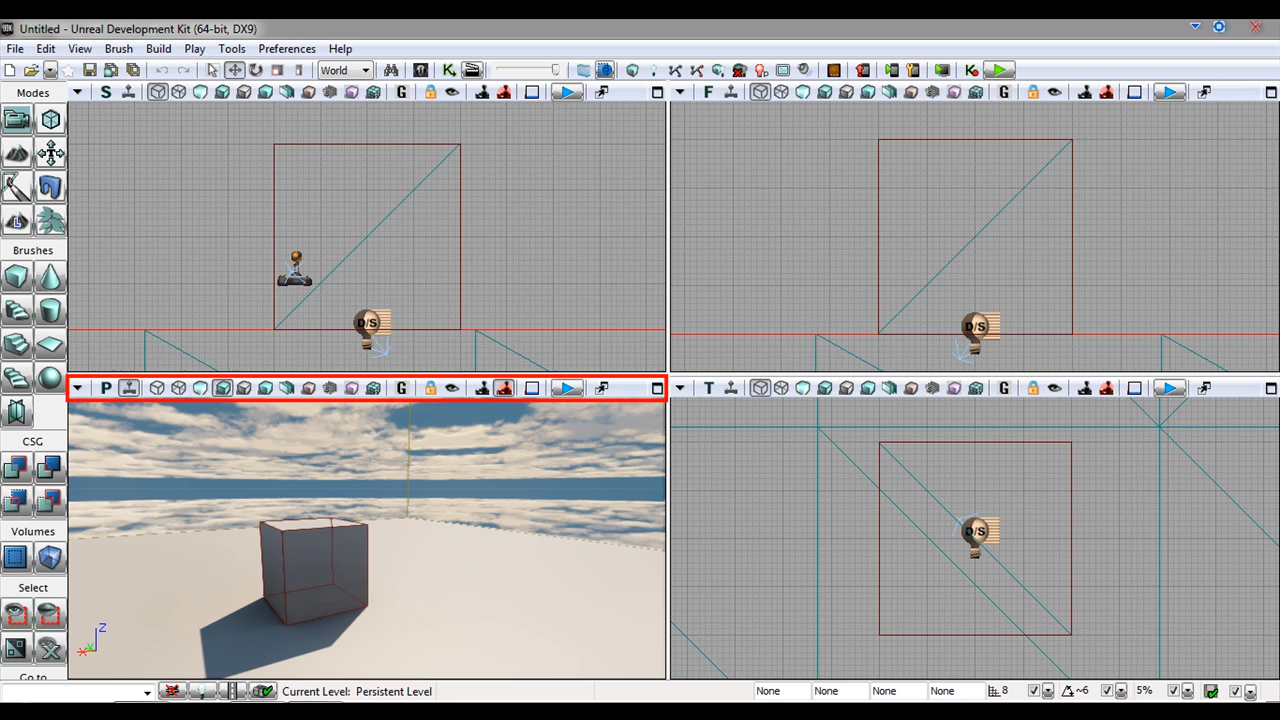 Untitled - Unreal Development Kit (64-bit, DX9)
File Edit View Brush Build Play Tools Preferences Help
World
Modes
S G
F G
Brushes
D/S
D/S
P G
T G
CSG
D/S
Volumes
Select
Z
Go to
Current Level: Persistent Level
None None None None 8 ~6 5%